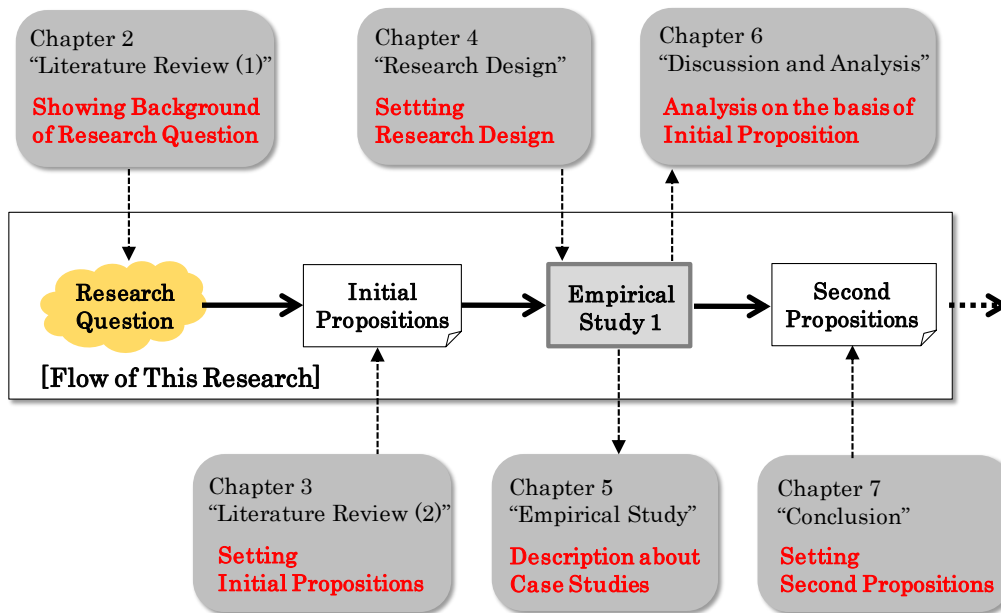 Chapter 2
“Literature Review (1)”
Showing Background
of Research Question
Chapter 4
“Research Design”
Settting
Research Design
Chapter 6
“Discussion and Analysis”
Analysis on the basis of
Initial Proposition
Research
Question
Initial
Propositions
Empirical
Study 1
Second
Propositions
[Flow of This Research]
Chapter 3
“Literature Review (2)”
Setting
Initial Propositions
Chapter 5
“Empirical Study”
Description about
Case Studies
Chapter 7
“Conclusion”
Setting
Second Propositions